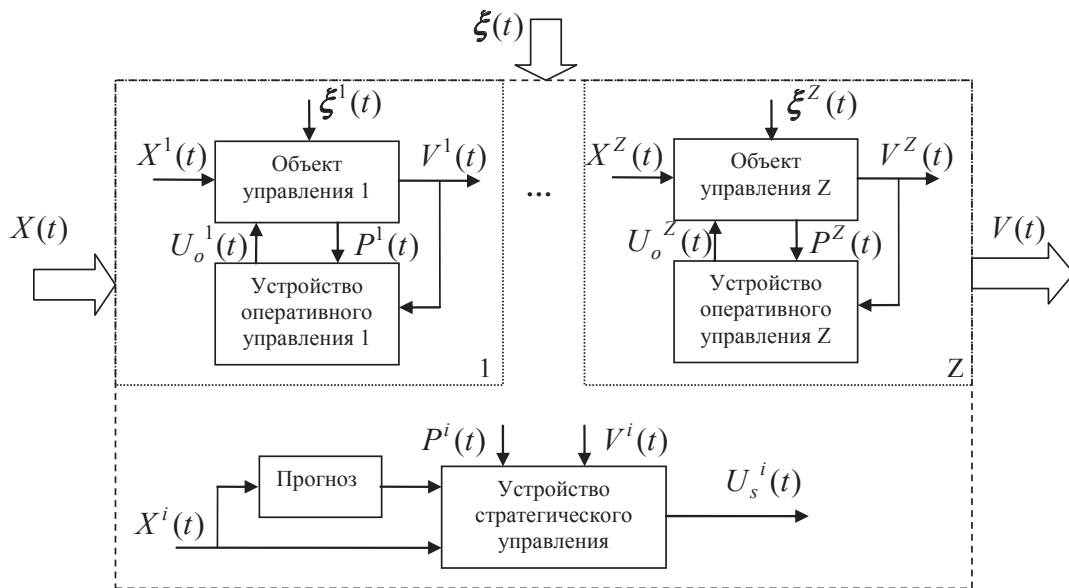 ξ(t)
ξ¹(t)
X¹(t)
Объект
управления 1
V¹(t)
Uₒ¹(t)
P¹(t)
Устройство
оперативного
управления 1
1
...
ξᶻ(t)
Xᶻ(t)
Объект
управления Z
Vᶻ(t)
Uₒᶻ(t)
Pᶻ(t)
Устройство
оперативного
управления Z
Z
X(t)
V(t)
Pⁱ(t)
Vⁱ(t)
Прогноз
Xⁱ(t)
Устройство
стратегического
управления
Uₛⁱ(t)